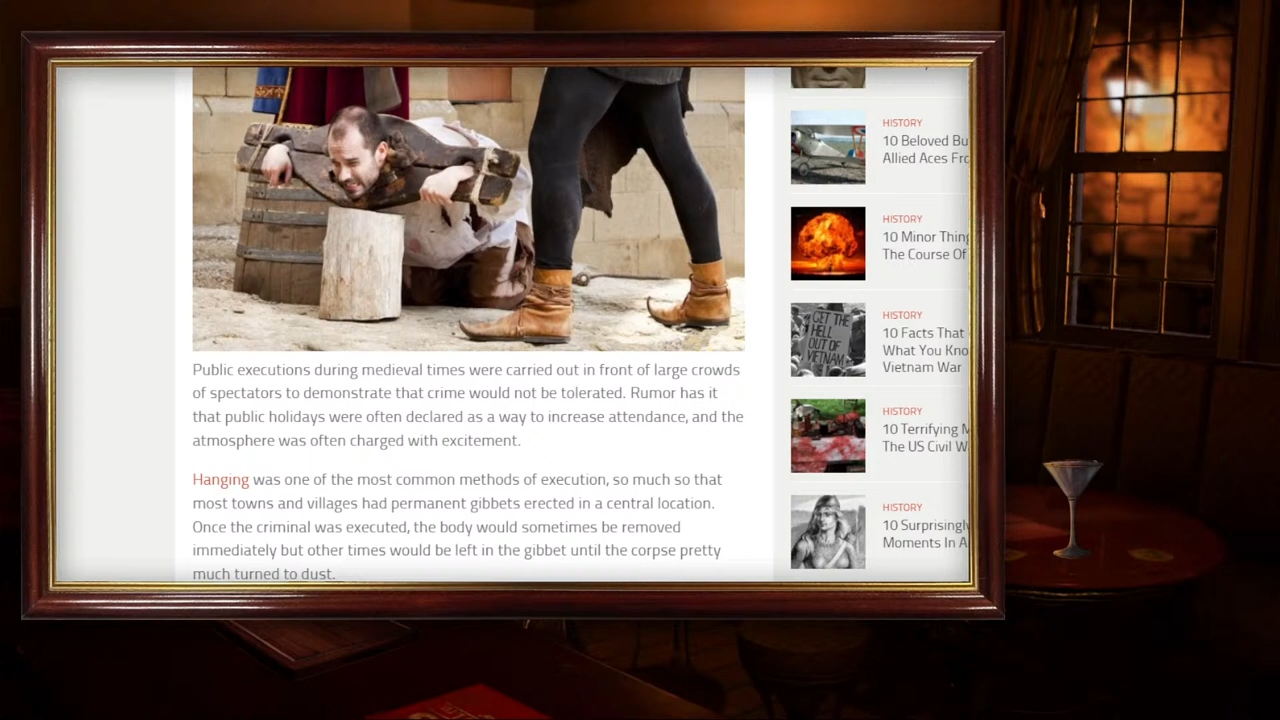 Public executions during medieval times were carried out in front of large crowds
of spectators to demonstrate that crime would not be tolerated. Rumor has it
that public holidays were often declared as a way to increase attendance, and the
atmosphere was often charged with excitement.
Hanging was one of the most common methods of execution, so much so that
most towns and villages had permanent gibbets erected in a central location.
Once the criminal was executed, the body would sometimes be removed
immediately but other times would be left in the gibbet until the corpse pretty
much turned to dust.
HISTORY
10 Beloved Bu
Allied Aces Fro
HISTORY
10 Minor Thing
The Course Of
HISTORY
10 Facts That
What You Kno
Vietnam War
GET THE
HELL
OUT OF
VIETNAM
HISTORY
10 Terrifying M
The US Civil W
HISTORY
10 Surprisingly
Moments In A